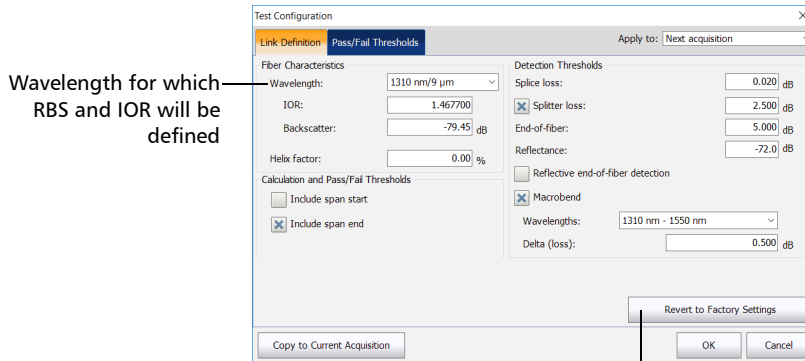 Test Configuration
Link Definition Pass/Fail Thresholds Apply to: Next acquisition
Fiber Characteristics
Wavelength: 1310 nm/9 µm
IOR: 1.467700
Backscatter: -79.45 dB
Helix factor: 0.00 %
Calculation and Pass/Fail Thresholds
Include span start
Include span end
Detection Thresholds
Splice loss: 0.020 dB
Splitter loss: 2.500 dB
End-of-fiber: 5.000 dB
Reflectance: -72.0 dB
Reflective end-of-fiber detection
Macrobend
Wavelengths: 1310 nm - 1550 nm
Delta (loss): 0.500 dB
Revert to Factory Settings
Copy to Current Acquisition OK Cancel
Wavelength for which
RBS and IOR will be
defined